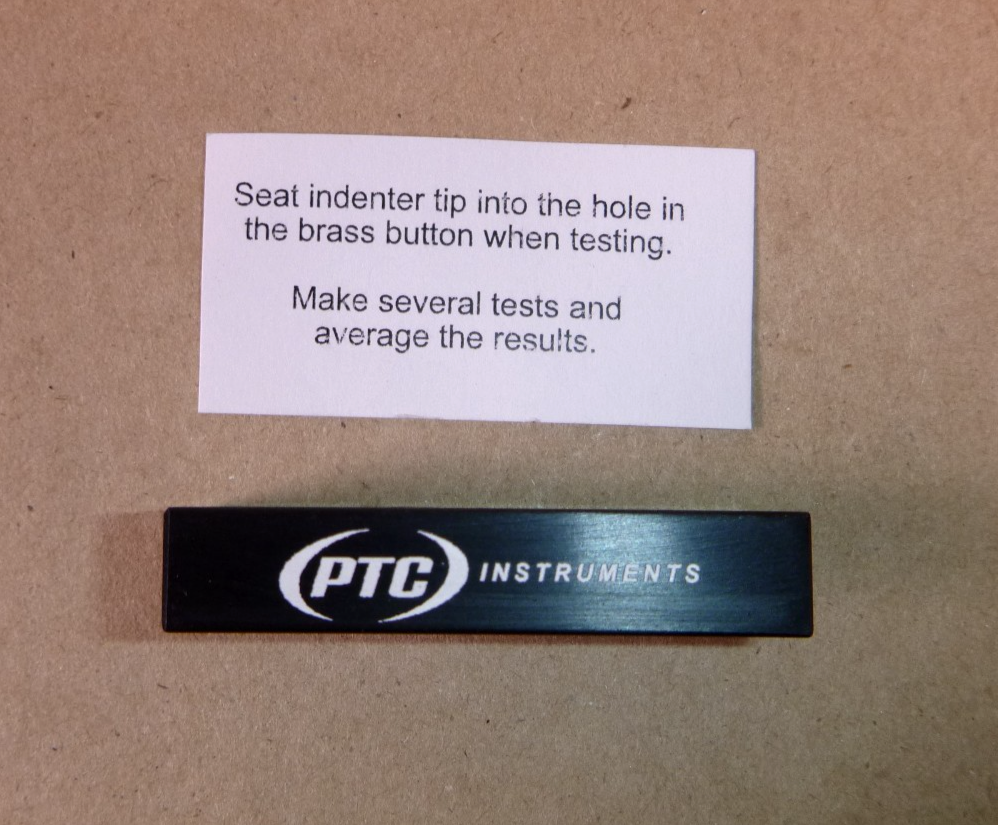 Seat indenter tip into the hole in
the brass button when testing.
Make several tests and
average the results.
PTC INSTRUMENTS